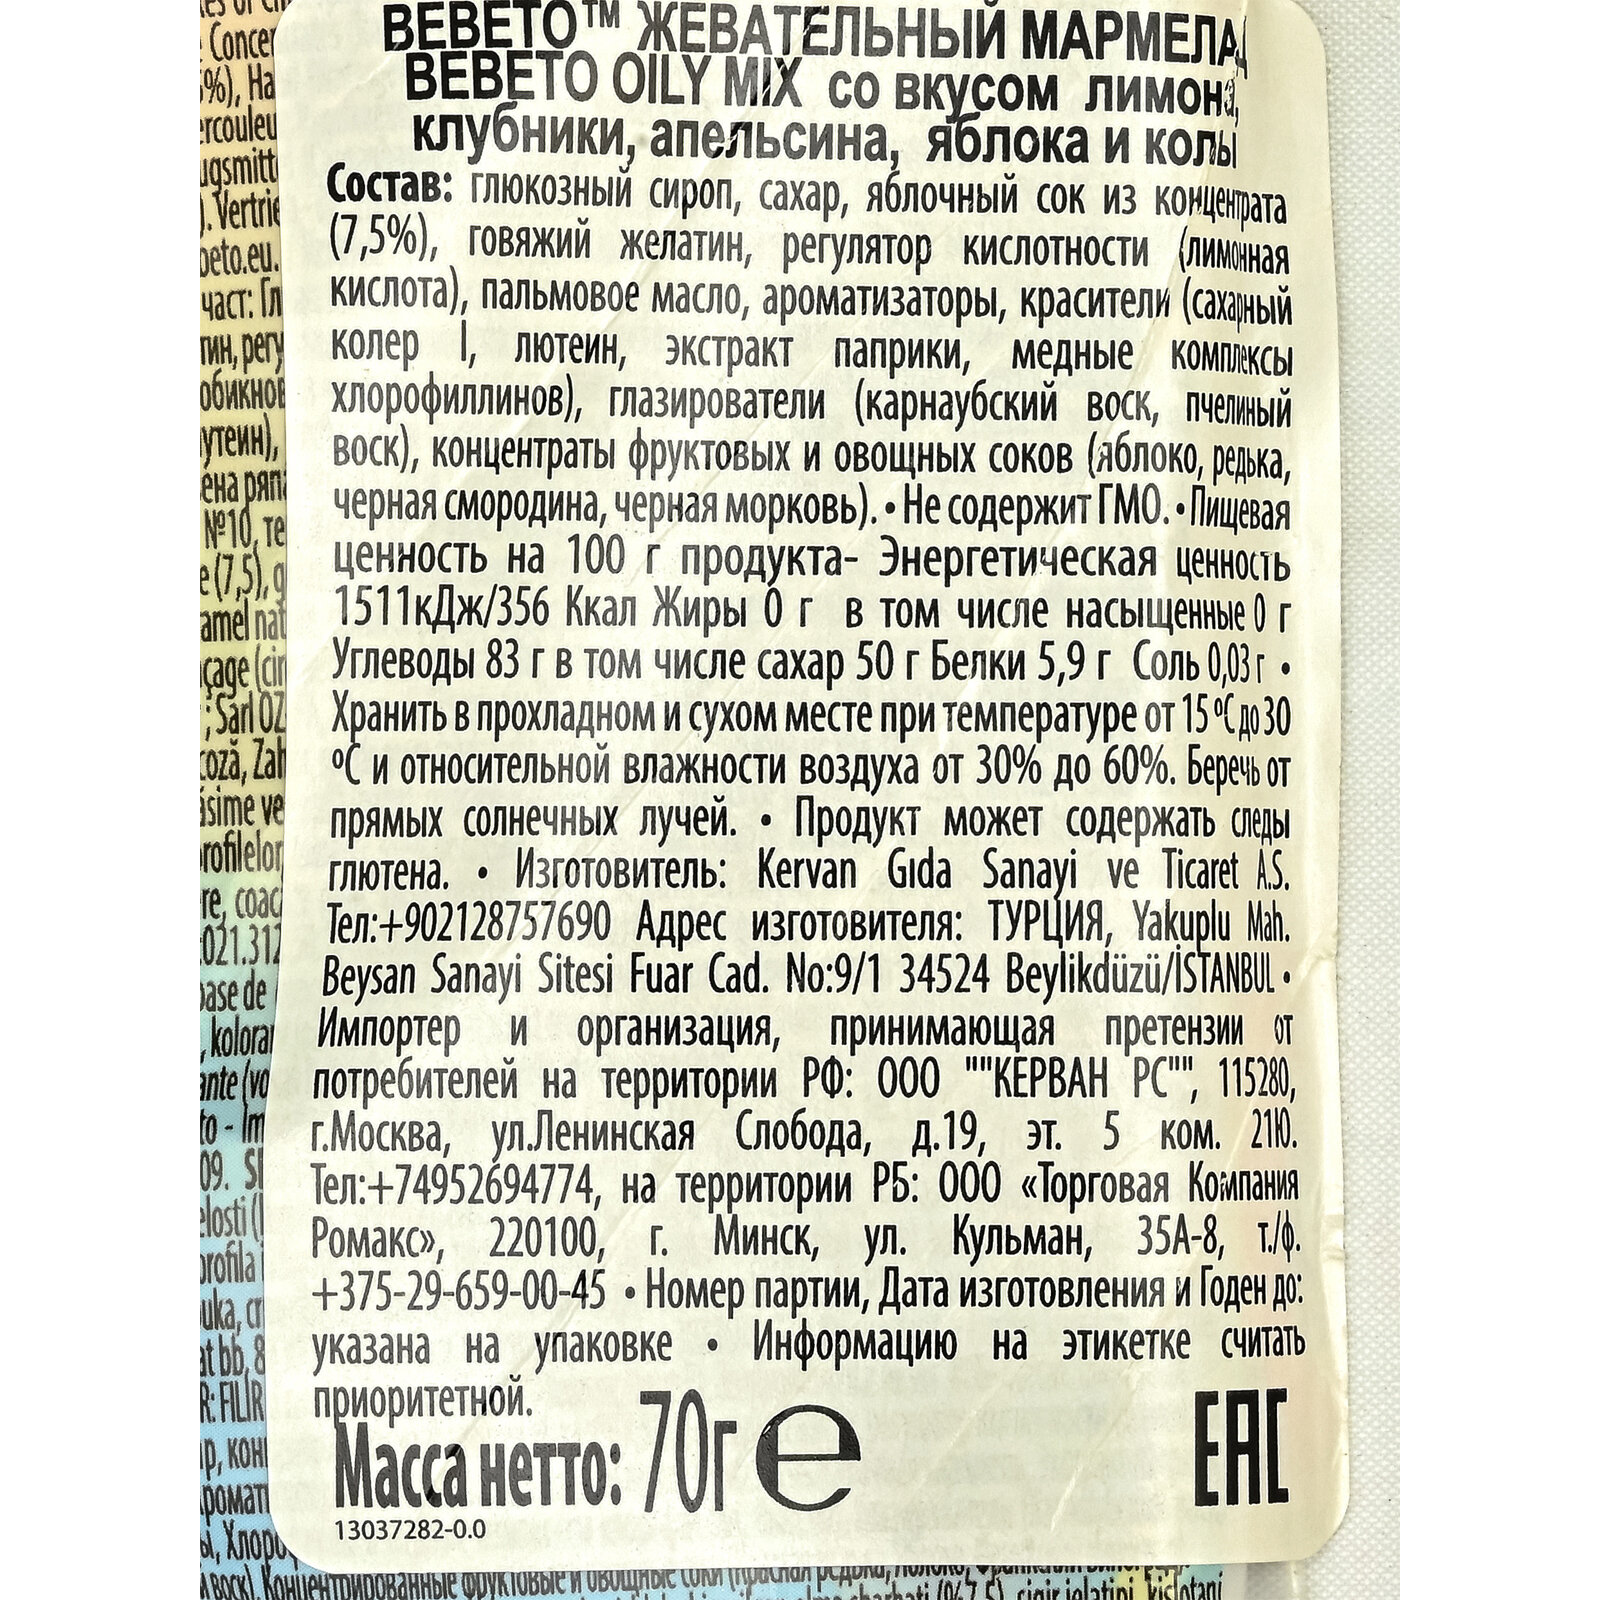 BEBETO™ ЖЕВАТЕЛЬНЫЙ МАРМЕЛАД
BEBETO OILY MIX со вкусом лимона,
клубники, апельсина, яблока и колы
Состав: глюкозный сироп, сахар, яблочный сок из концентрата
(7,5%), говяжий желатин, регулятор кислотности (лимонная
кислота), пальмовое масло, ароматизаторы, красители (сахарный
колер I, лютеин, экстракт паприки, медные комплексы
хлорофиллинов), глазирователи (карнаубский воск, пчелиный
воск), концентраты фруктовых и овощных соков (яблоко, редька,
черная смородина, черная морковь). • Не содержит ГМО. • Пищевая
ценность на 100 г продукта- Энергетическая ценность
1511кДж/356 Ккал Жиры 0 г в том числе насыщенные 0 г
Углеводы 83 г в том числе сахар 50 г Белки 5,9 г Соль 0,03 г •
Хранить в прохладном и сухом месте при температуре от 15 ºC до 30
ºC и относительной влажности воздуха от 30% до 60%. Беречь от
прямых солнечных лучей. • Продукт может содержать следы
глютена. • Изготовитель: Kervan Gıda Sanayi ve Ticaret A.S.
Тел:+902128757690 Адрес изготовителя: ТУРЦИЯ, Yakuplu Mah.
Beysan Sanayi Sitesi Fuar Cad. No:9/1 34524 Beylikdüzü/İSTANBUL •
Импортер и организация, принимающая претензии от
потребителей на территории РФ: ООО ""КЕРВАН РС"", 115280,
г.Москва, ул.Ленинская Слобода, д.19, эт. 5 ком. 21Ю.
Тел:+74952694774, на территории РБ: ООО «Торговая Компания
Ромакс», 220100, г. Минск, ул. Кульман, 35А-8, т./ф.
+375-29-659-00-45 • Номер партии, Дата изготовления и Годен до:
указана на упаковке • Информацию на этикетке считать
приоритетной.
Масса нетто: 70г e
EAC
13037282-0.0